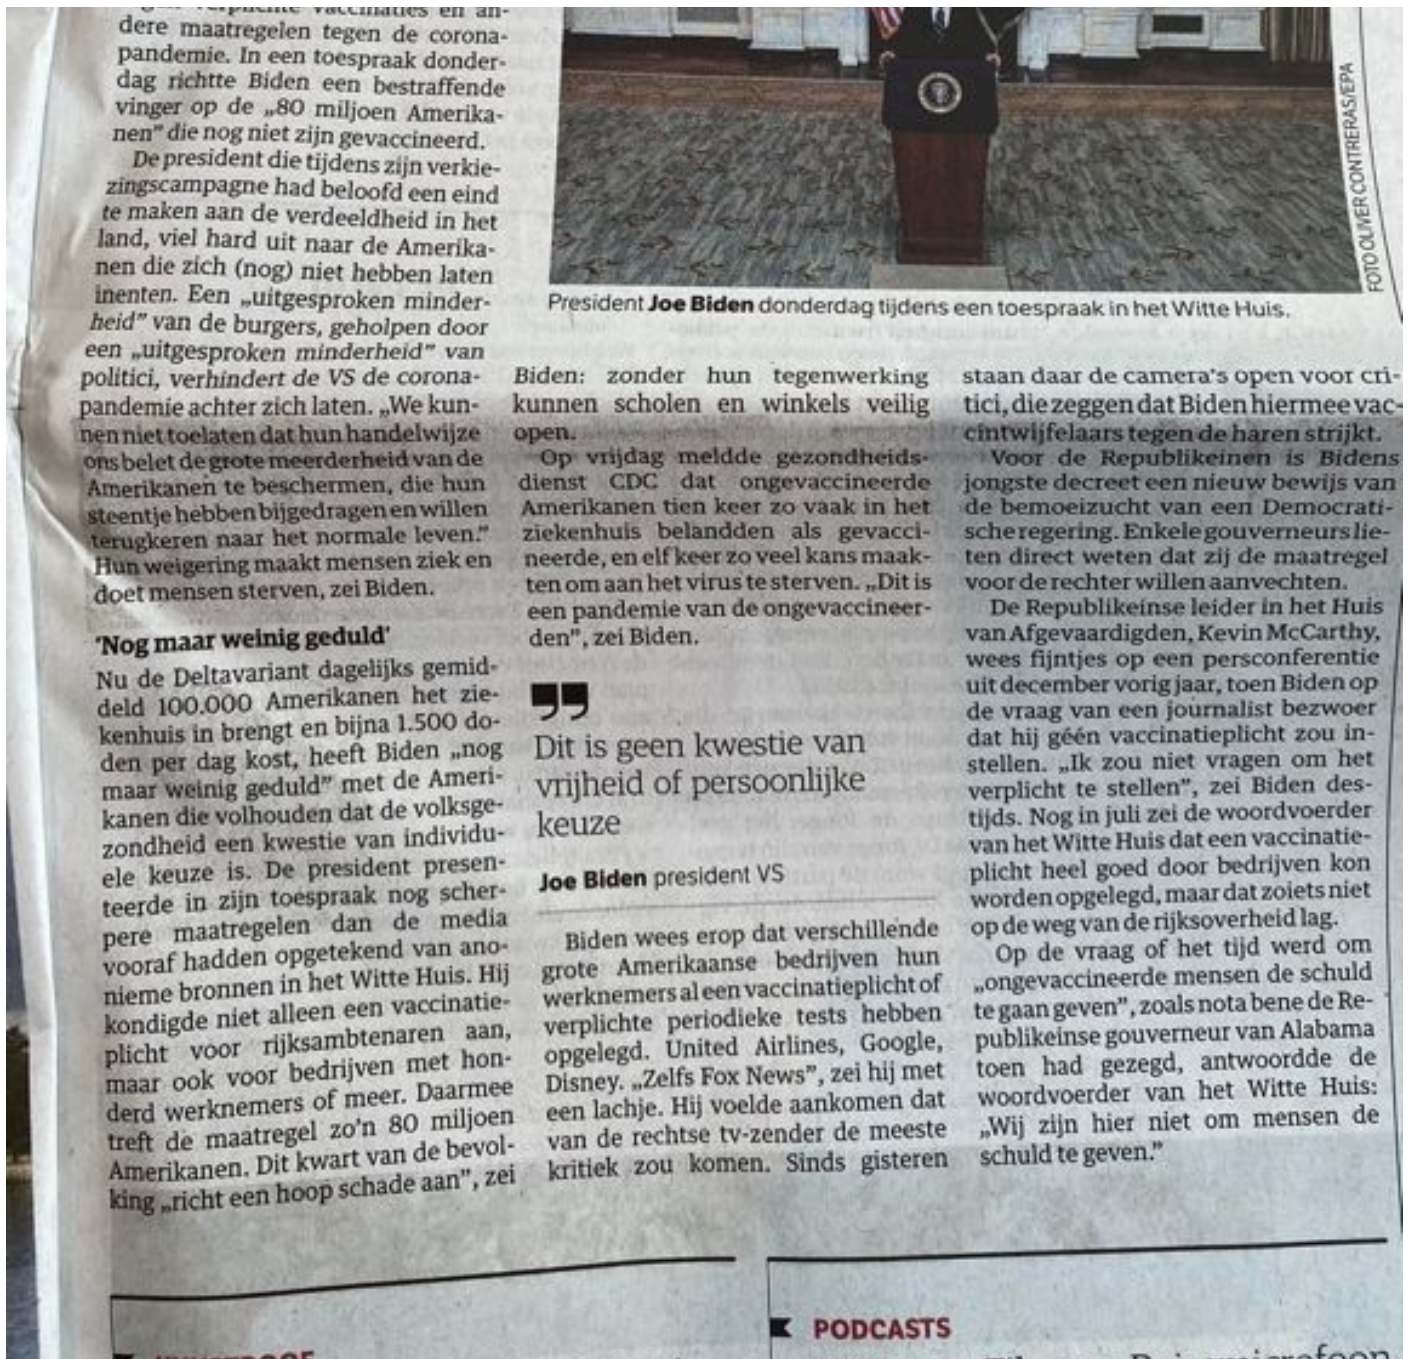 verplichte vaccinaties en an-
dere maatregelen tegen de corona-
pandemie. In een toespraak donder-
dag richtte Biden een bestraffende
vinger op de „80 miljoen Amerika-
nen” die nog niet zijn gevaccineerd.
De president die tijdens zijn verkie-
zingscampagne had beloofd een eind
te maken aan de verdeeldheid in het
land, viel hard uit naar de Amerika-
nen die zich (nog) niet hebben laten
inenten. Een „uitgesproken minder-
heid” van de burgers, geholpen door
een „uitgesproken minderheid” van
politici, verhindert de VS de corona-
pandemie achter zich laten. „We kun-
nen niet toelaten dat hun handelwijze
ons belet de grote meerderheid van de
Amerikanen te beschermen, die hun
steentje hebben bijgedragen en willen
terugkeren naar het normale leven.”
Hun weigering maakt mensen ziek en
doet mensen sterven, zei Biden.
'Nog maar weinig geduld'
Nu de Deltavariant dagelijks gemid-
deld 100.000 Amerikanen het zie-
kenhuis in brengt en bijna 1.500 do-
den per dag kost, heeft Biden „nog
maar weinig geduld” met de Ameri-
kanen die volhouden dat de volksge-
zondheid een kwestie van individu-
ele keuze is. De president presen-
teerde in zijn toespraak nog scher-
pere maatregelen dan de media
vooraf hadden opgetekend van ano-
nieme bronnen in het Witte Huis. Hij
kondigde niet alleen een vaccinatie-
plicht voor rijksambtenaren aan,
maar ook voor bedrijven met hon-
derd werknemers of meer. Daarmee
treft de maatregel zo'n 80 miljoen
Amerikanen. Dit kwart van de bevol-
king „richt een hoop schade aan”, zei
FOTO OLIVER CONTRERAS/EPA
President Joe Biden donderdag tijdens een toespraak in het Witte Huis.
Biden: zonder hun tegenwerking
kunnen scholen en winkels veilig
open.
Op vrijdag meldde gezondheids-
dienst CDC dat ongevaccineerde
Amerikanen tien keer zo vaak in het
ziekenhuis belandden als gevacci-
neerde, en elf keer zo veel kans maak-
ten om aan het virus te sterven. „Dit is
een pandemie van de ongevaccineer-
den”, zei Biden.
”
Dit is geen kwestie van
vrijheid of persoonlijke
keuze
Joe Biden president VS
Biden wees erop dat verschillende
grote Amerikaanse bedrijven hun
werknemers al een vaccinatieplicht of
verplichte periodieke tests hebben
opgelegd. United Airlines, Google,
Disney. „Zelfs Fox News”, zei hij met
een lachje. Hij voelde aankomen dat
van de rechtse tv-zender de meeste
kritiek zou komen. Sinds gisteren
staan daar de camera's open voor cri-
tici, die zeggen dat Biden hiermee vac-
cintwijfelaars tegen de haren strijkt.
Voor de Republikeinen is Bidens
jongste decreet een nieuw bewijs van
de bemoeizucht van een Democrati-
sche regering. Enkele gouverneurs lie-
ten direct weten dat zij de maatregel
voor de rechter willen aanvechten.
De Republikeinse leider in het Huis
van Afgevaardigden, Kevin McCarthy,
wees fijntjes op een persconferentie
uit december vorig jaar, toen Biden op
de vraag van een journalist bezwoer
dat hij géén vaccinatieplicht zou in-
stellen. „Ik zou niet vragen om het
verplicht te stellen”, zei Biden des-
tijds. Nog in juli zei de woordvoerder
van het Witte Huis dat een vaccinatie-
plicht heel goed door bedrijven kon
worden opgelegd, maar dat zoiets niet
op de weg van de rijksoverheid lag.
Op de vraag of het tijd werd om
„ongevaccineerde mensen de schuld
te gaan geven”, zoals nota bene de Re-
publikeinse gouverneur van Alabama
toen had gezegd, antwoordde de
woordvoerder van het Witte Huis:
„Wij zijn hier niet om mensen de
schuld te geven.”
PODCASTS